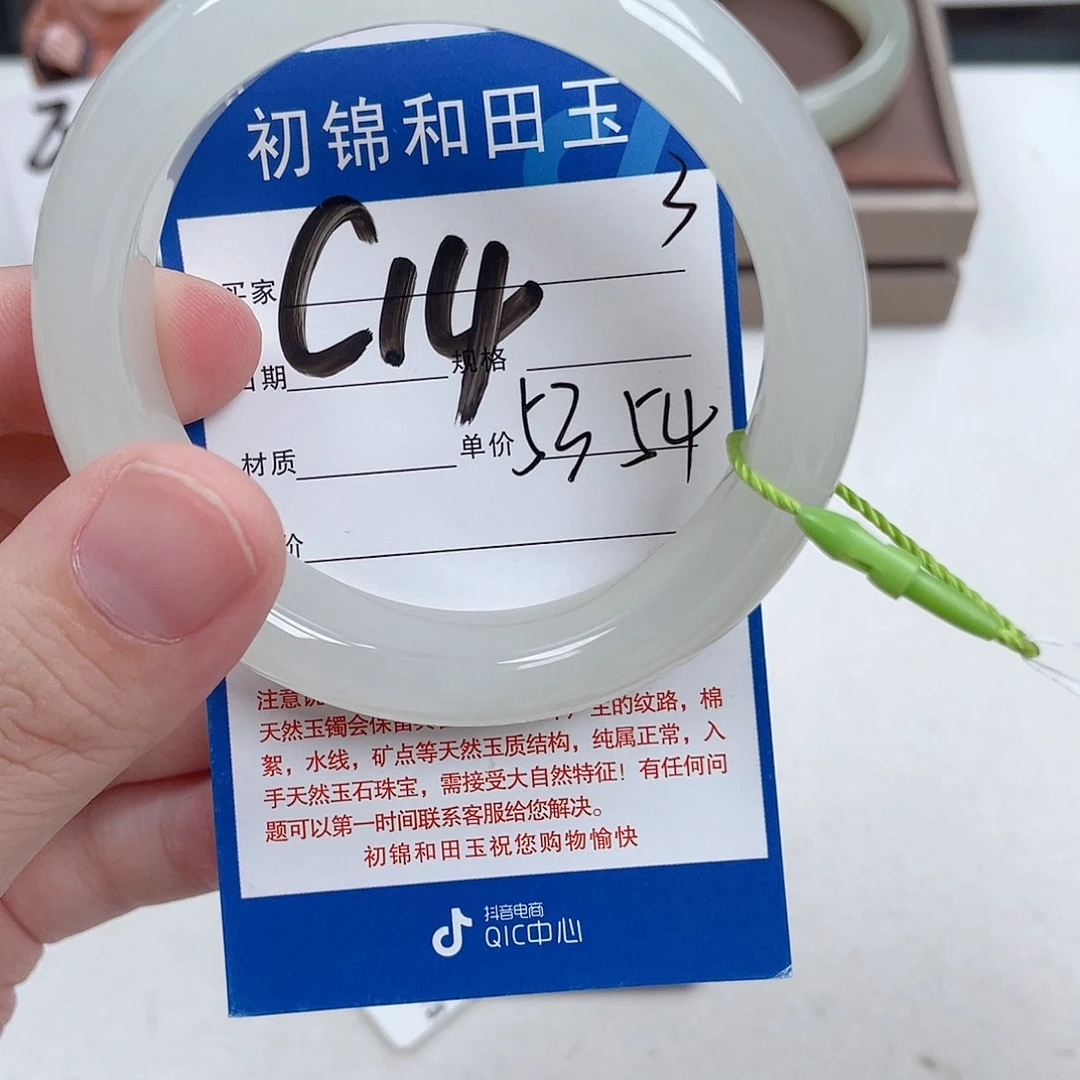 初锦和田玉
3
买家
C14
日期 规格
材质 单价 53 54
价
注意
天然玉镯会保留 生的纹路，棉
絮，水线，矿点等天然玉质结构，纯属正常，入
手天然玉石珠宝，需接受大自然特征！有任何问
题可以第一时间联系客服给您解决。
初锦和田玉祝您购物愉快
抖音电商
QIC中心